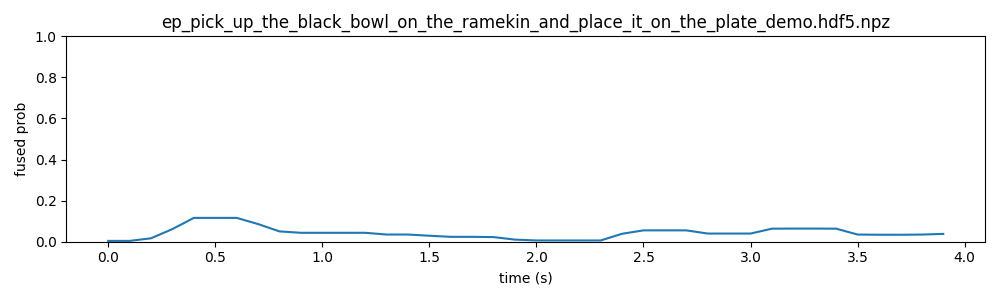 ep_pick_up_the_black_bowl_on_the_ramekin_and_place_it_on_the_plate_demo.hdf5.npz
1.0
0.8
0.6
0.4
0.2
0.0
fused prob
0.0 0.5 1.0 1.5 2.0 2.5 3.0 3.5 4.0
time (s)